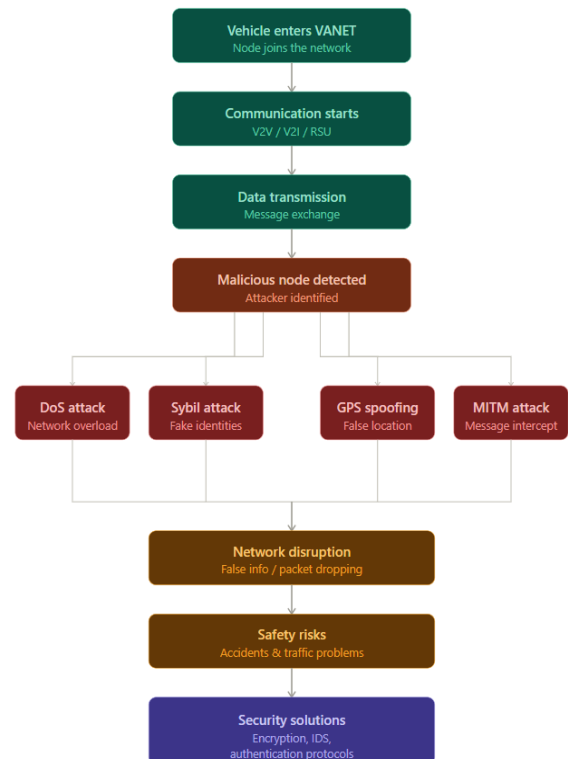 Vehicle enters VANET
Node joins the network
Communication starts
V2V / V2I / RSU
Data transmission
Message exchange
Malicious node detected
Attacker identified
DoS attack
Network overload
Sybil attack
Fake identities
GPS spoofing
False location
MITM attack
Message intercept
Network disruption
False info / packet dropping
Safety risks
Accidents & traffic problems
Security solutions
Encryption, IDS,
authentication protocols